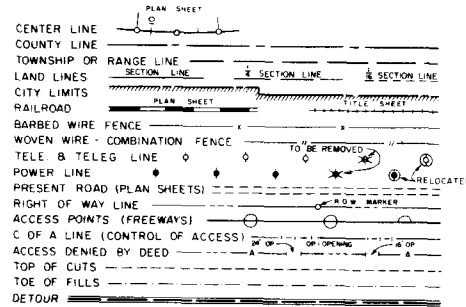 PLAN SHEET
CENTER LINE
COUNTY LINE
TOWNSHIP OR RANGE LINE
LAND LINES SECTION LINE 1/4 SECTION LINE 1/16 SECTION LINE
CITY LIMITS
RAILROAD PLAN SHEET TITLE SHEET
BARBED WIRE FENCE x x
WOVEN WIRE - COMBINATION FENCE // //
TO BE REMOVED
TELE. & TELEG LINE
POWER LINE RELOCATE
PRESENT ROAD (PLAN SHEETS)
RIGHT OF WAY LINE R.O.W. MARKER
ACCESS POINTS (FREEWAYS)
C OF A LINE (CONTROL OF ACCESS)
ACCESS DENIED BY DEED A 24' OP OP=OPENING 16' OP A
TOP OF CUTS
TOE OF FILLS
DETOUR